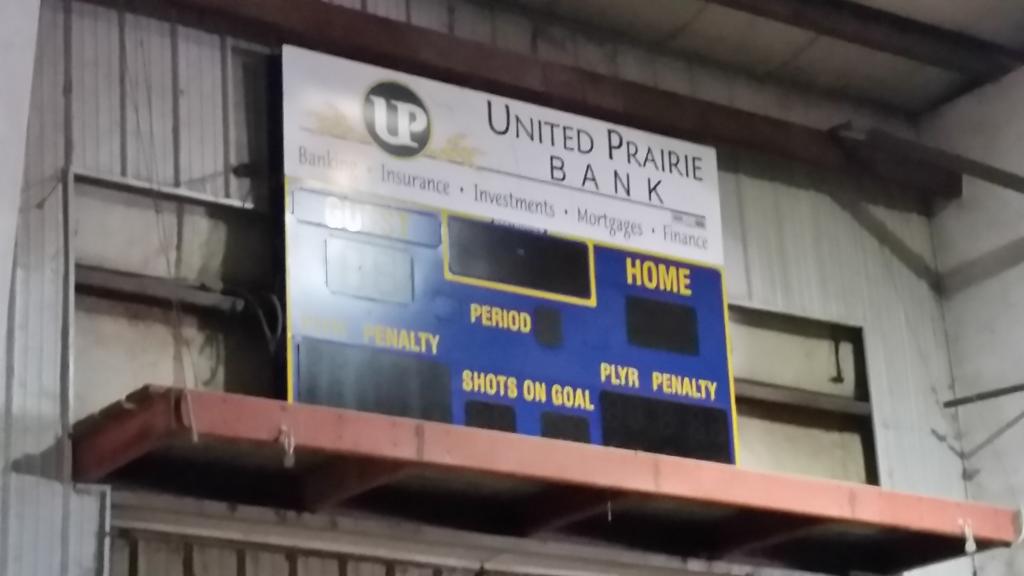 UP
UNITED PRAIRIE
BANK
Banking • Insurance • Investments • Mortgages • Finance
GUEST
HOME
PERIOD
PENALTY
PLYR PENALTY
SHOTS ON GOAL